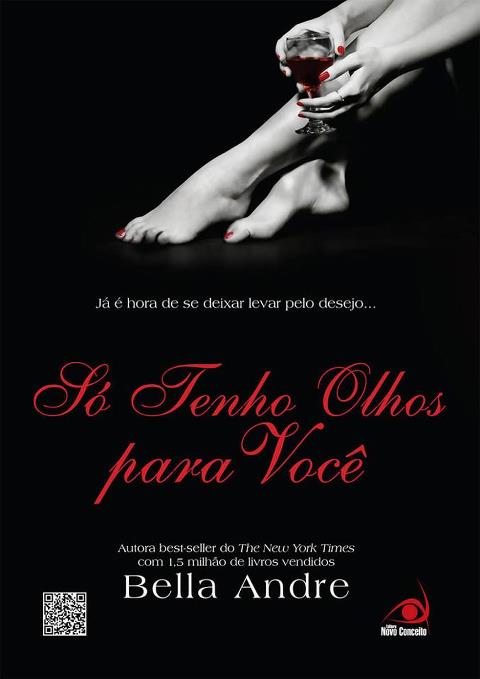 Já é hora de se deixar levar pelo desejo...
Só Tenho Olhos
para Você
Autora best-seller do The New York Times
com 1,5 milhão de livros vendidos
Bella Andre
Editora
Novo Conceito